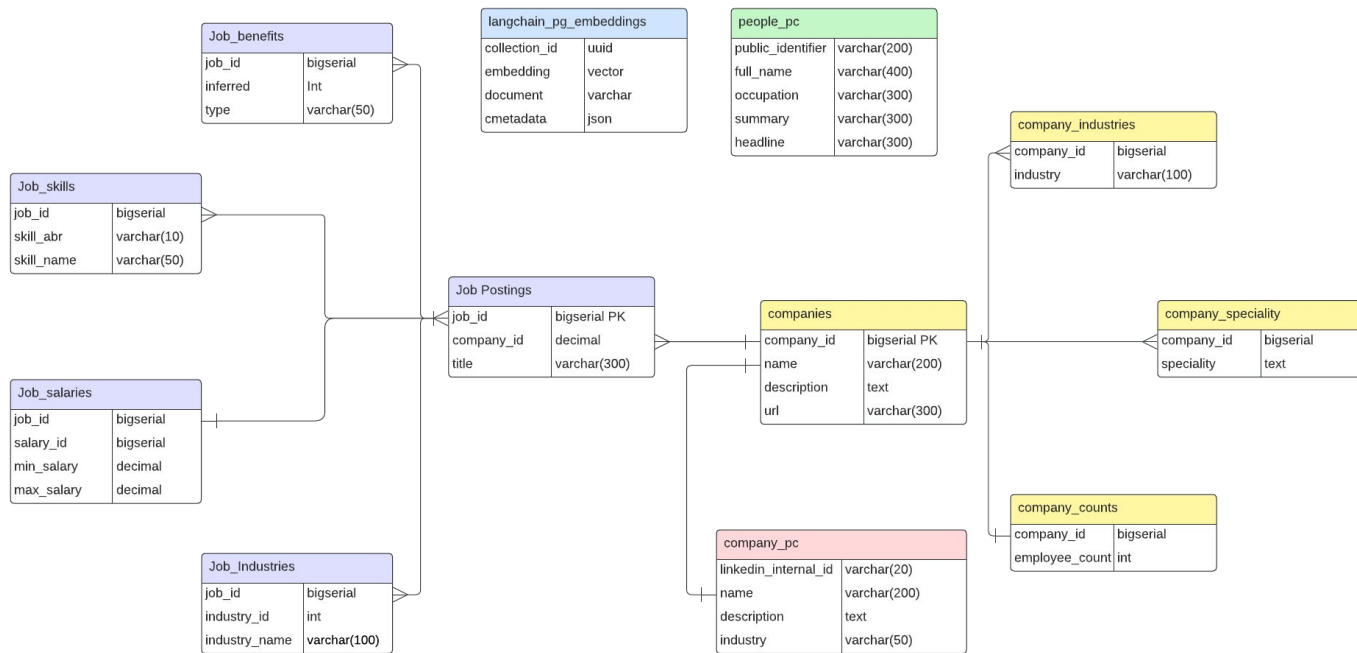 Job_benefits
job_id bigserial
inferred Int
type varchar(50)
langchain_pg_embeddings
collection_id uuid
embedding vector
document varchar
cmetadata json
people_pc
public_identifier varchar(200)
full_name varchar(400)
occupation varchar(300)
summary varchar(300)
headline varchar(300)
company_industries
company_id bigserial
industry varchar(100)
Job_skills
job_id bigserial
skill_abr varchar(10)
skill_name varchar(50)
Job Postings
job_id bigserial PK
company_id decimal
title varchar(300)
companies
company_id bigserial PK
name varchar(200)
description text
url varchar(300)
company_speciality
company_id bigserial
speciality text
Job_salaries
job_id bigserial
salary_id bigserial
min_salary decimal
max_salary decimal
company_counts
company_id bigserial
employee_count int
Job_Industries
job_id bigserial
industry_id int
industry_name varchar(100)
company_pc
linkedin_internal_id varchar(20)
name varchar(200)
description text
industry varchar(50)